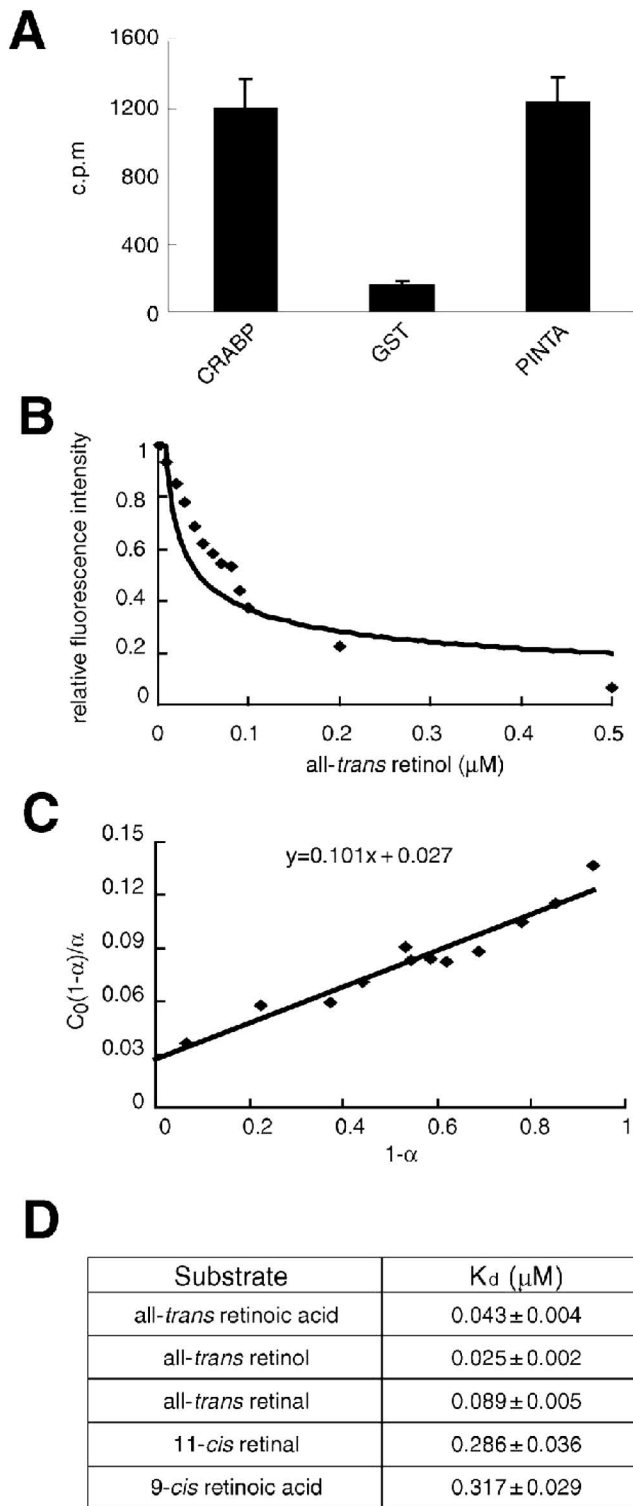 A
1600
1200
800
400
0
c.p.m
CRABP
GST
PINTA
B
1
0.8
0.6
0.4
0.2
0
relative fluorescence intensity
0 0.1 0.2 0.3 0.4 0.5
all-trans retinol (μM)
C
0.15
0.12
0.09
0.06
0.03
0
C₀(1-α)/α
y=0.101x+0.027
0 0.2 0.4 0.6 0.8 1
1-α
D
Substrate Kd (μM)
all-trans retinoic acid 0.043±0.004
all-trans retinol 0.025±0.002
all-trans retinal 0.089±0.005
11-cis retinal 0.286±0.036
9-cis retinoic acid 0.317±0.029